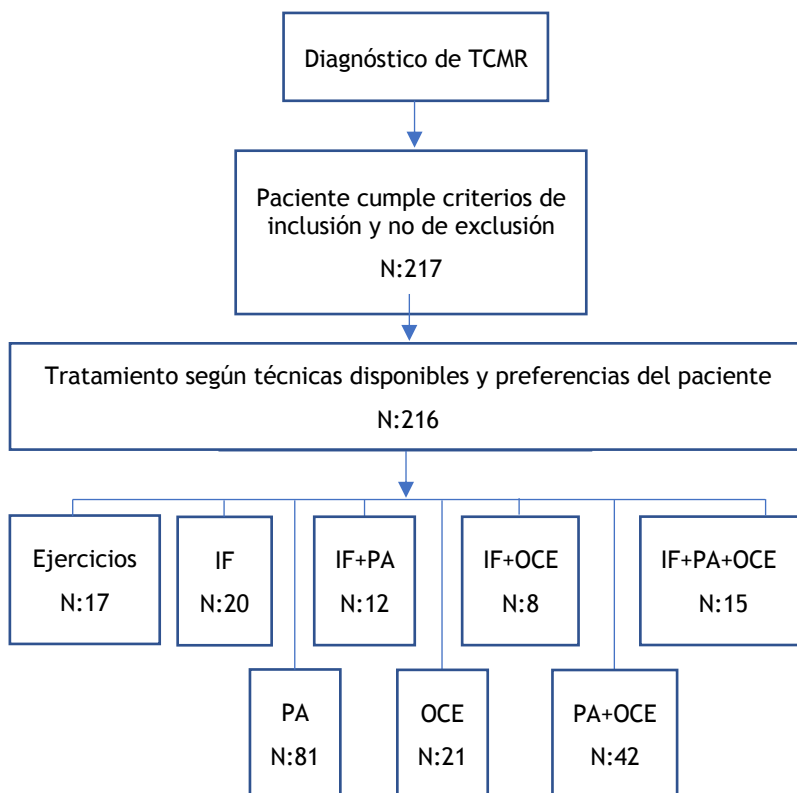 Diagnóstico de TCMR
Paciente cumple criterios de
inclusión y no de exclusión
N:217
Tratamiento según técnicas disponibles y preferencias del paciente
N:216
Ejercicios
N:17
IF
N:20
IF+PA
N:12
IF+OCE
N:8
IF+PA+OCE
N:15
PA
N:81
OCE
N:21
PA+OCE
N:42